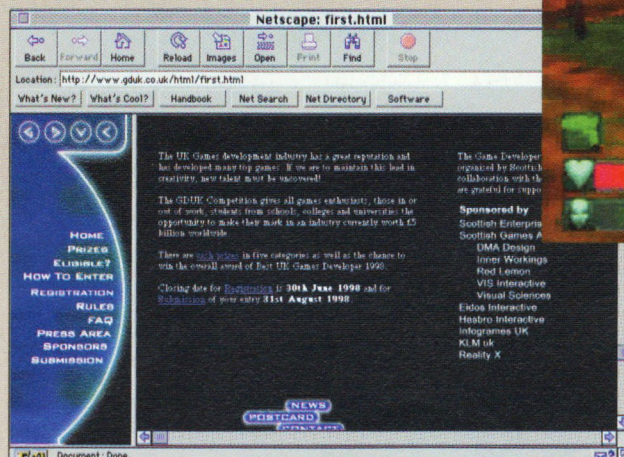 Netscape: first.html
Back Forward Home Reload Images Open Print Find Stop
Location: http://www.gduk.co.uk/html/first.html
What's New? What's Cool? Handbook Net Search Net Directory Software
HOME
PRIZES
ELIGIBLE?
HOW TO ENTER
REGISTRATION
RULES
FAQ
PRESS AREA
SPONSORS
SUBMISSION
The UK Games development industry has a great reputation and
has developed many top games. If we are to maintain this lead in
creativity, new talent must be uncovered!
The GDUK Competition gives all games enthusiasts, those in or
out of work, students from schools, colleges and universities the
opportunity to make their mark in an industry currently worth £5
billion worldwide.
There are cash prizes in five categories as well as the chance to
win the overall award of Best UK Games Developer 1998.
Closing date for Registration is 30th June 1998 and for
Submission of your entry 31st August 1998.
The Game Developer
organised by Scottish
collaboration with th
are grateful for suppo
Sponsored by
Scottish Enterpris
Scottish Games A
DMA Design
Inner Workings
Red Lemon
VIS Interactive
Visual Sciences
Eidos Interactive
Hasbro Interactive
Infogrames UK
KLM uk
Reality X
NEWS
POSTCARD
CONTACT
Document: Done